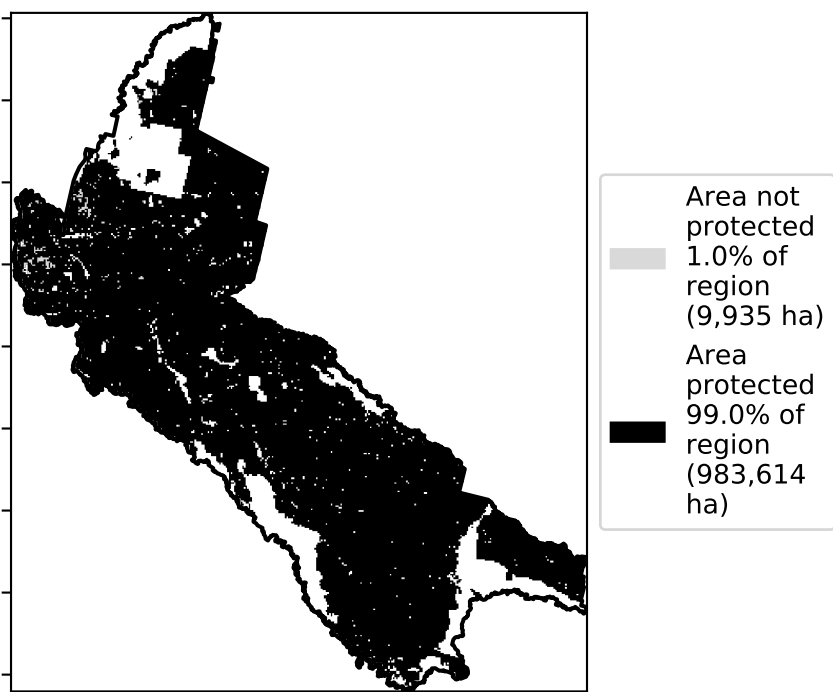 Area not
protected
1.0% of
region
(9,935 ha)
Area
protected
99.0% of
region
(983,614
ha)